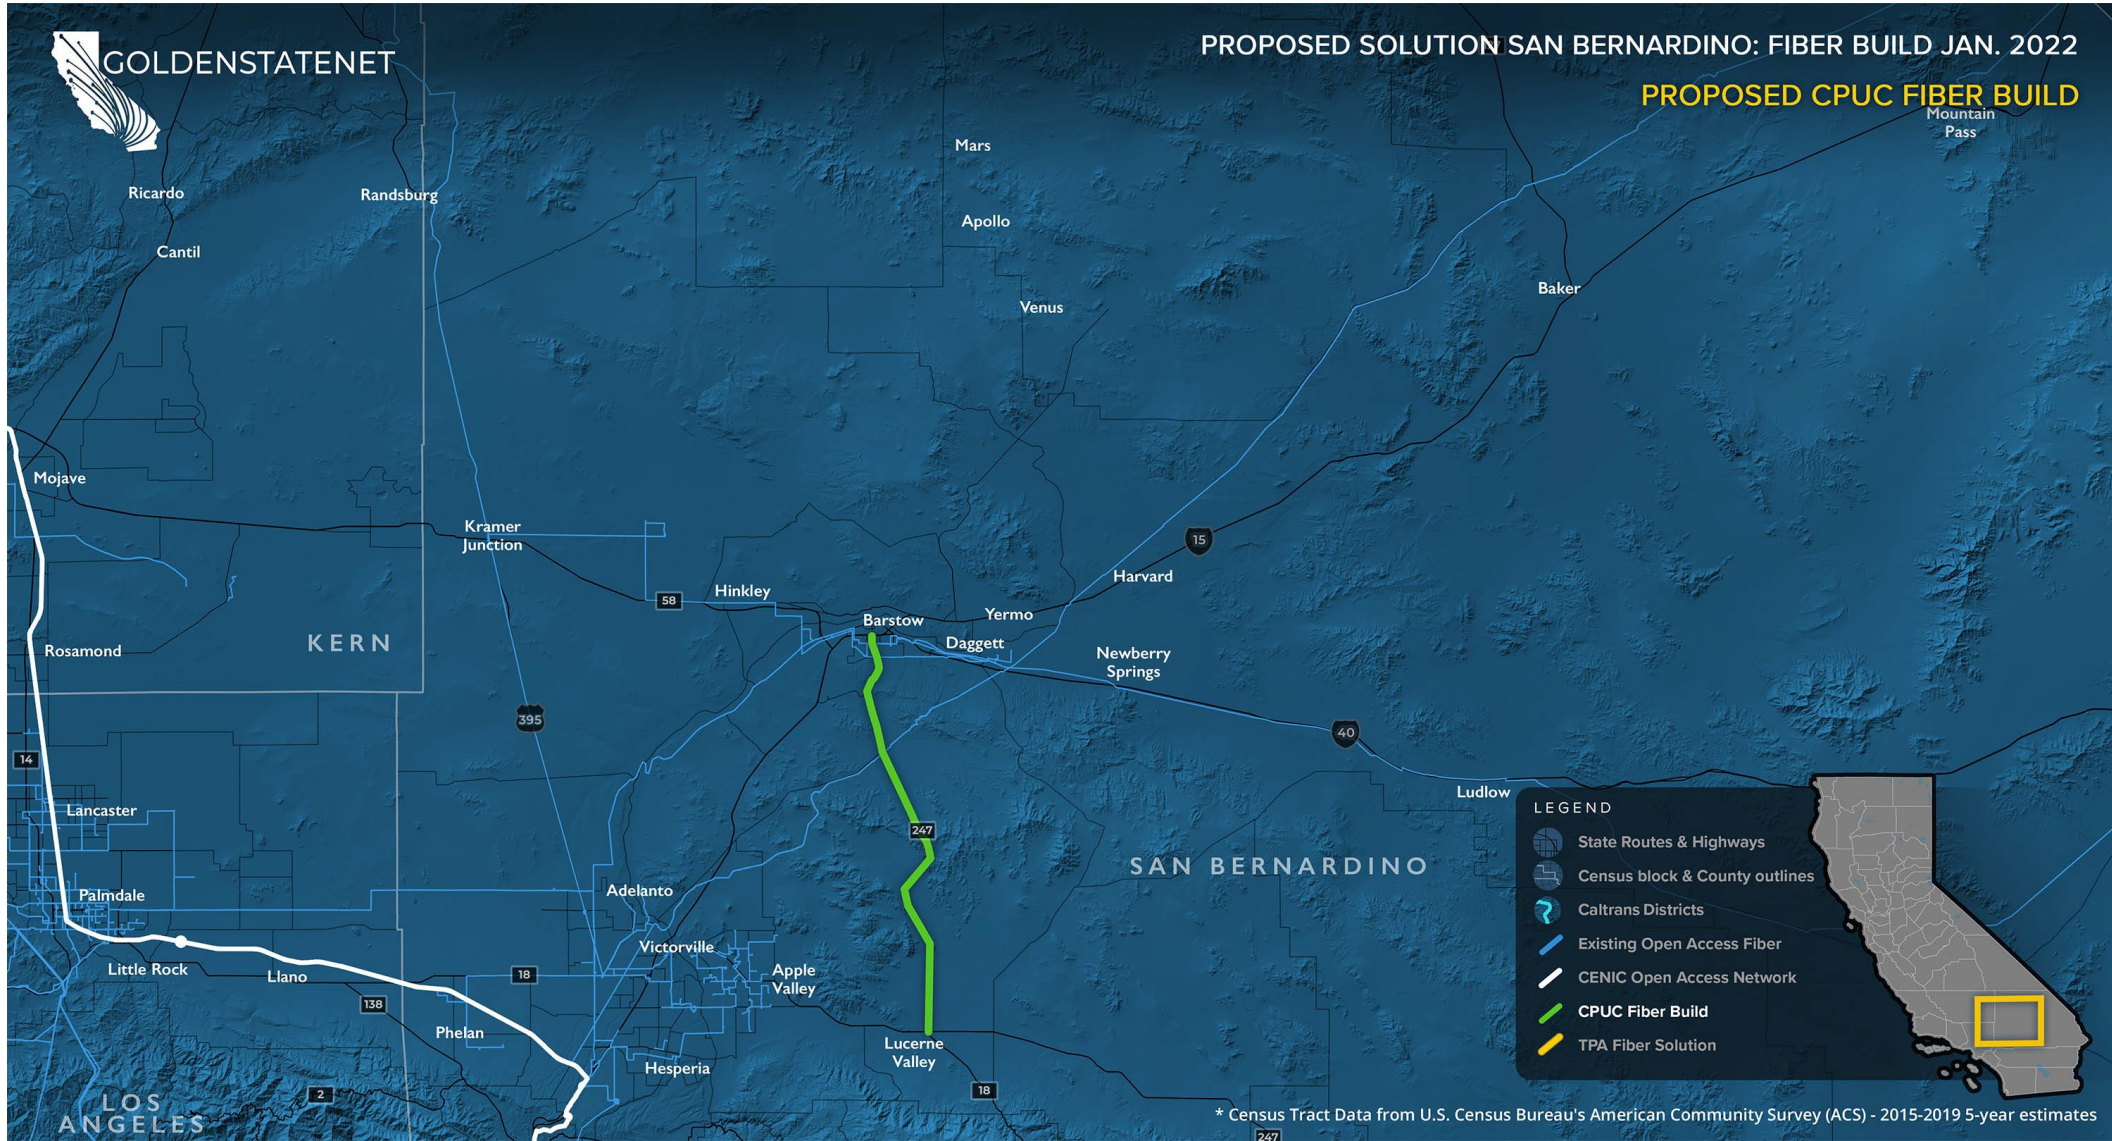 GOLDENSTATENET
PROPOSED SOLUTION SAN BERNARDINO: FIBER BUILD JAN. 2022
PROPOSED CPUC FIBER BUILD
Mountain
Pass
Mars
Ricardo
Randsburg
Apollo
Cantil
Baker
Venus
Mojave
Kramer
Junction
15
Harvard
Hinkley
58
Yermo
Barstow
KERN
Daggett
Rosamond
Newberry
Springs
395
40
14
Ludlow
Lancaster
247
SAN BERNARDINO
Adelanto
Palmdale
Victorville
Little Rock
Llano
18
Apple
Valley
138
Phelan
Lucerne
Valley
Hesperia
18
2
LOS
ANGELES
247
LEGEND
State Routes & Highways
Census block & County outlines
Caltrans Districts
Existing Open Access Fiber
CENIC Open Access Network
CPUC Fiber Build
TPA Fiber Solution
* Census Tract Data from U.S. Census Bureau's American Community Survey (ACS) - 2015-2019 5-year estimates